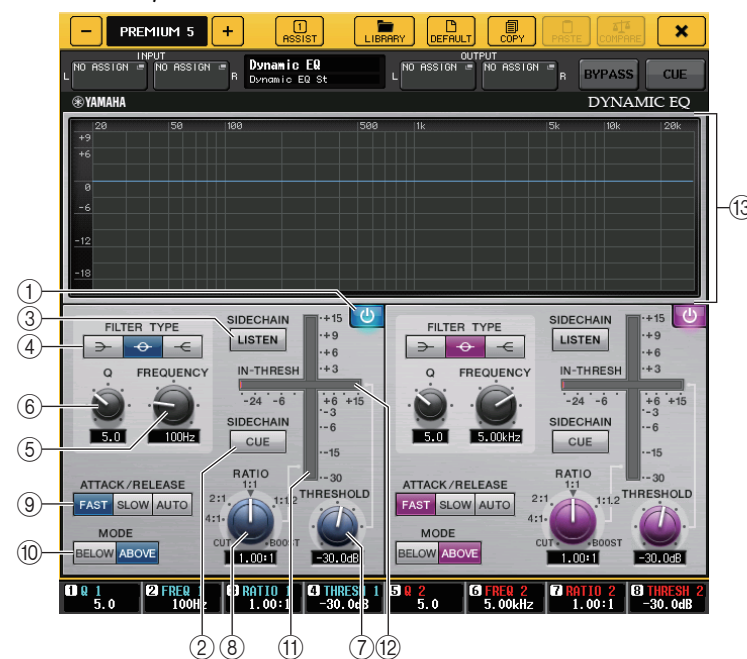 PREMIUM 5
1
ASSIST
LIBRARY
DEFAULT
COPY
PASTE
COMPARE
INPUT
L NO ASSIGN NO ASSIGN R
Dynamic EQ
Dynamic EQ St
OUTPUT
L NO ASSIGN NO ASSIGN R
BYPASS CUE
YAMAHA
DYNAMIC EQ
20 50 100 500 1k 5k 10k 20k
+9
+6
0
-6
-12
-18
13
1
3
4
6
5
9
10
FILTER TYPE
Q FREQUENCY
5.0 100Hz
ATTACK/RELEASE
FAST SLOW AUTO
MODE
BELOW ABOVE
SIDECHAIN
LISTEN
IN-THRESH
-24 -6 +6 +15
SIDECHAIN
CUE
+15
+9
+6
+3
-3
-6
-15
-30
RATIO
1:1
2:1 1:1.2
4:1
CUT BOOST
1.00:1
THRESHOLD
-30.0dB
FILTER TYPE
Q FREQUENCY
5.0 5.00kHz
ATTACK/RELEASE
FAST SLOW AUTO
MODE
BELOW ABOVE
SIDECHAIN
LISTEN
IN-THRESH
-24 -6 +6 +15
SIDECHAIN
CUE
+15
+9
+6
+3
-3
-6
-15
-30
RATIO
1:1
2:1 1:1.2
4:1
CUT BOOST
1.00:1
THRESHOLD
-30.0dB
1 Q 1
5.0
2 FREQ 1
100Hz
3 RATIO 1
1.00:1
4 THRESH 1
-30.0dB
5 Q 2
5.0
6 FREQ 2
5.00kHz
7 RATIO 2
1.00:1
8 THRESH 2
-30.0dB
2 8 11 7 12